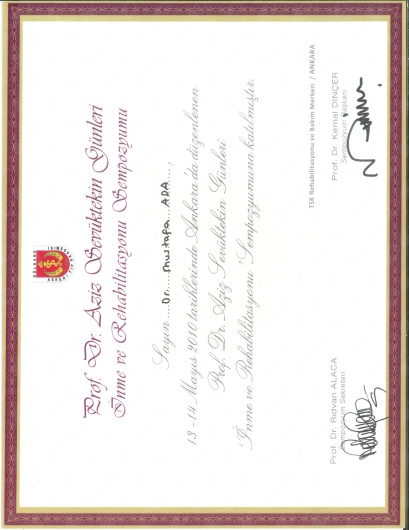 Prof. Dr. Aziz Sevüktekin Günleri
İnme ve Rehabilitasyonu Sempozyumu
Sayın ....Dr....Mustafa....ADA....,
13 -14 Mayıs 2010 tarihlerinde Ankara'da düzenlenen
Prof. Dr. Aziz Sevüktekin Günleri
'İnme ve Rehabilitasyonu' Sempozyumuna katılmıştır.
TSK Rehabilitasyonu ve Bakım Merkezi / ANKARA
Prof. Dr. Rıdvan ALACA
Sempozyum Sekreteri
Prof. Dr. Kemal DİNÇER
Sempozyum Başkanı